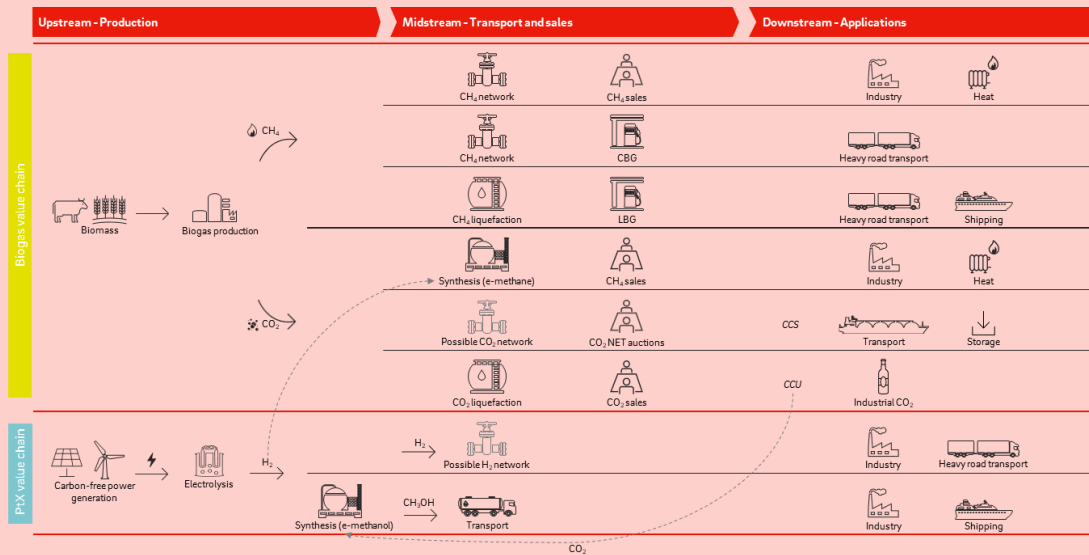 Upstream - Production
Midstream - Transport and sales
Downstream - Applications
Biogas value chain
CH₄ network
CH₄ sales
Industry
Heat
CH₄
CH₄ network
CBG
Heavy road transport
Biomass
Biogas production
CH₄ liquefaction
LBG
Heavy road transport
Shipping
Synthesis (e-methane)
CH₄ sales
Industry
Heat
CO₂
Possible CO₂ network
CO₂ NET auctions
CCS
Transport
Storage
CO₂ liquefaction
CO₂ sales
CCU
Industrial CO₂
PtX value chain
Carbon-free power
generation
Electrolysis
H₂
H₂
Possible H₂ network
Industry
Heavy road transport
Synthesis (e-methanol)
CH₃OH
Transport
Industry
Shipping
CO₂